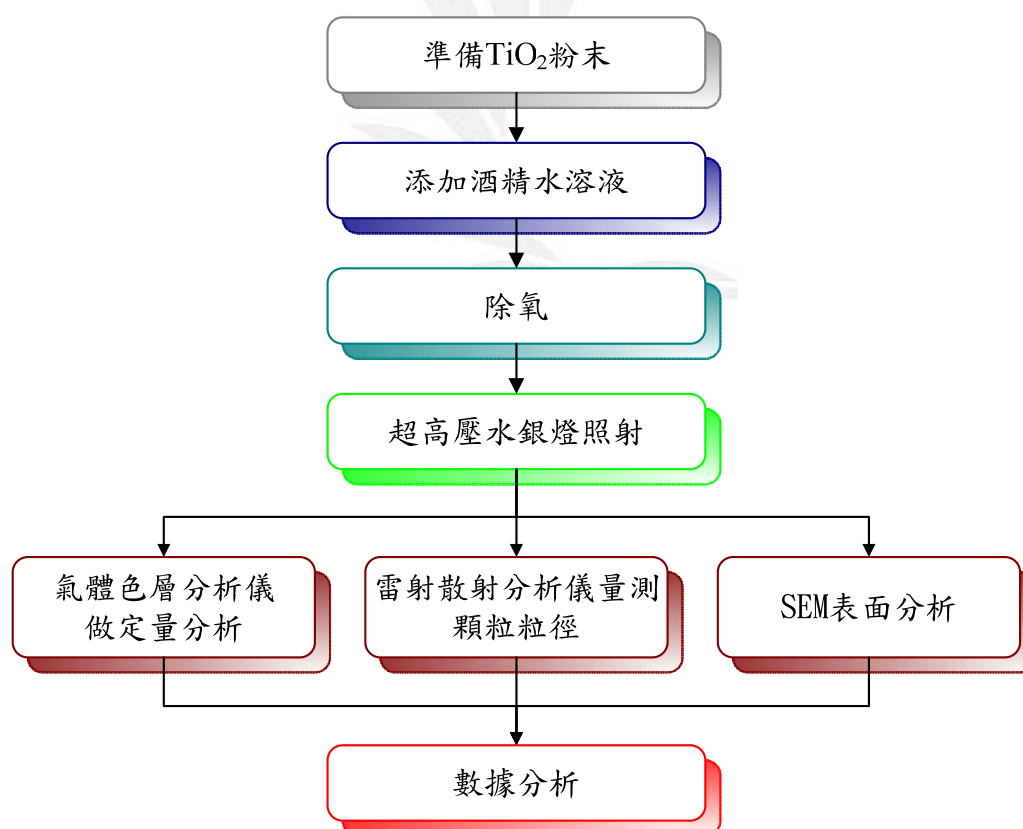 準備TiO₂粉末
添加酒精水溶液
除氧
超高壓水銀燈照射
氣體色層分析儀
做定量分析
雷射散射分析儀量測
顆粒粒徑
SEM表面分析
數據分析